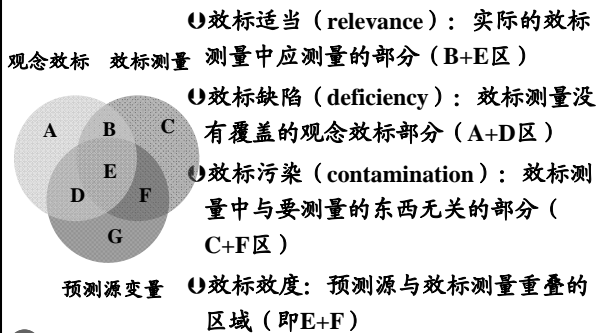 效标适当（relevance）：实际的效标
测量中应测量的部分（B+E区）
观念效标 效标测量
效标缺陷（deficiency）：效标测量没
有覆盖的观念效标部分（A+D区）
A B C
E
D F
G
效标污染（contamination）：效标测
量中与要测量的东西无关的部分（
C+F区）
预测源变量
效标效度：预测源与效标测量重叠的
区域（即E+F）